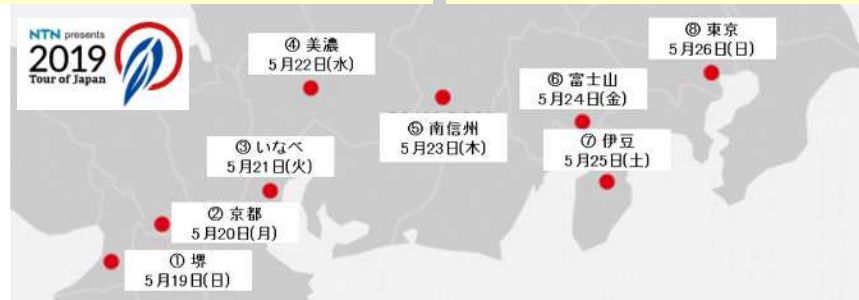 NTN presents
2019
Tour of Japan
① 堺
5月19日(日)
② 京都
5月20日(月)
③ いなべ
5月21日(火)
④ 美濃
5月22日(水)
⑤ 南信州
5月23日(木)
⑥ 富士山
5月24日(金)
⑦ 伊豆
5月25日(土)
⑧ 東京
5月26日(日)